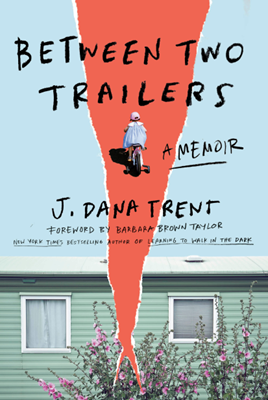 BETWEEN TWO
TRAILERS
A MEMOIR
J. DANA TRENT
FOREWORD BY BARBARA BROWN TAYLOR
NEW YORK TIMES BESTSELLING AUTHOR OF LEARNING TO WALK IN THE DARK